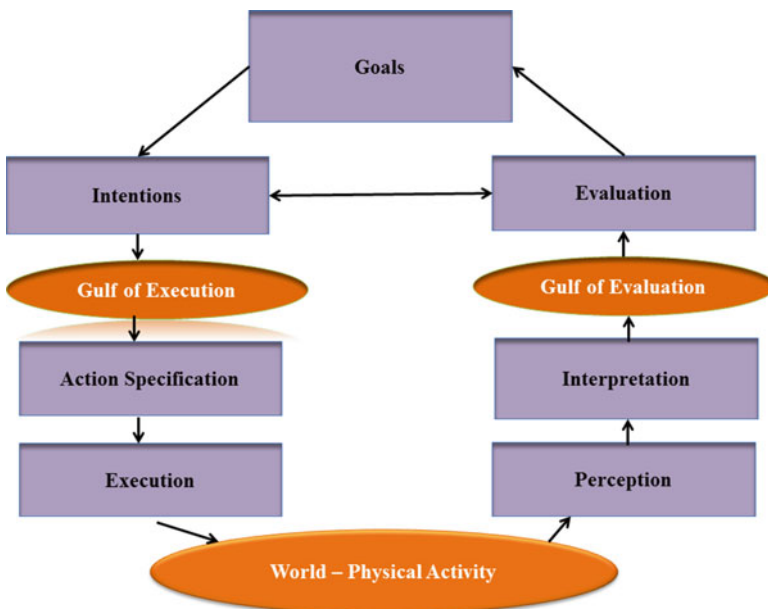 Goals
Intentions
Evaluation
Gulf of Execution
Gulf of Evaluation
Action Specification
Interpretation
Execution
Perception
World – Physical Activity